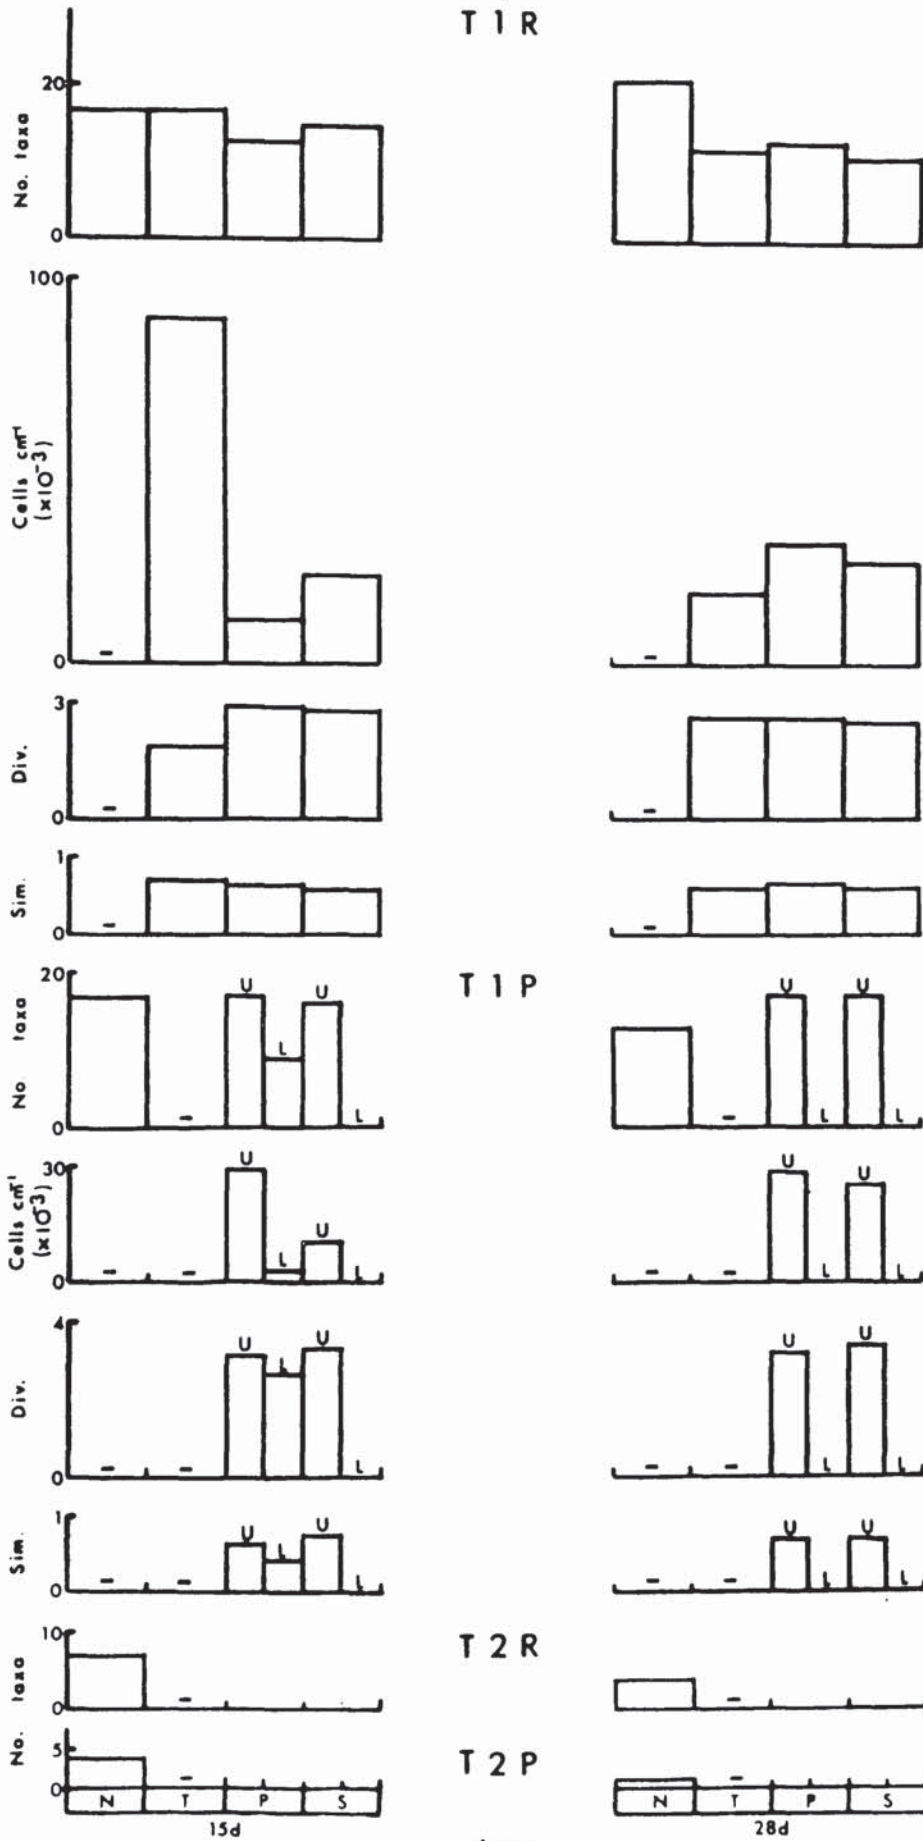 T 1 R
20
No. taxa
0
100
Cells cm⁻¹
(x10⁻³)
0
-
-
3
Div.
0
-
-
1
Sim.
0
-
-
T 1 P
20
No taxa
0
-
U
L
U
L
-
U
L
U
L
30
Cells cm⁻¹
(x10⁻³)
0
-
-
U
L
U
L
-
-
U
L
U
L
4
Div.
0
-
-
U
L
U
L
-
-
U
L
U
L
1
Sim.
0
-
-
U
L
U
L
-
-
U
L
U
L
T 2 R
10
No. taxa
0
-
-
T 2 P
5
0
-
-
N T P S
N T P S
15d
28d